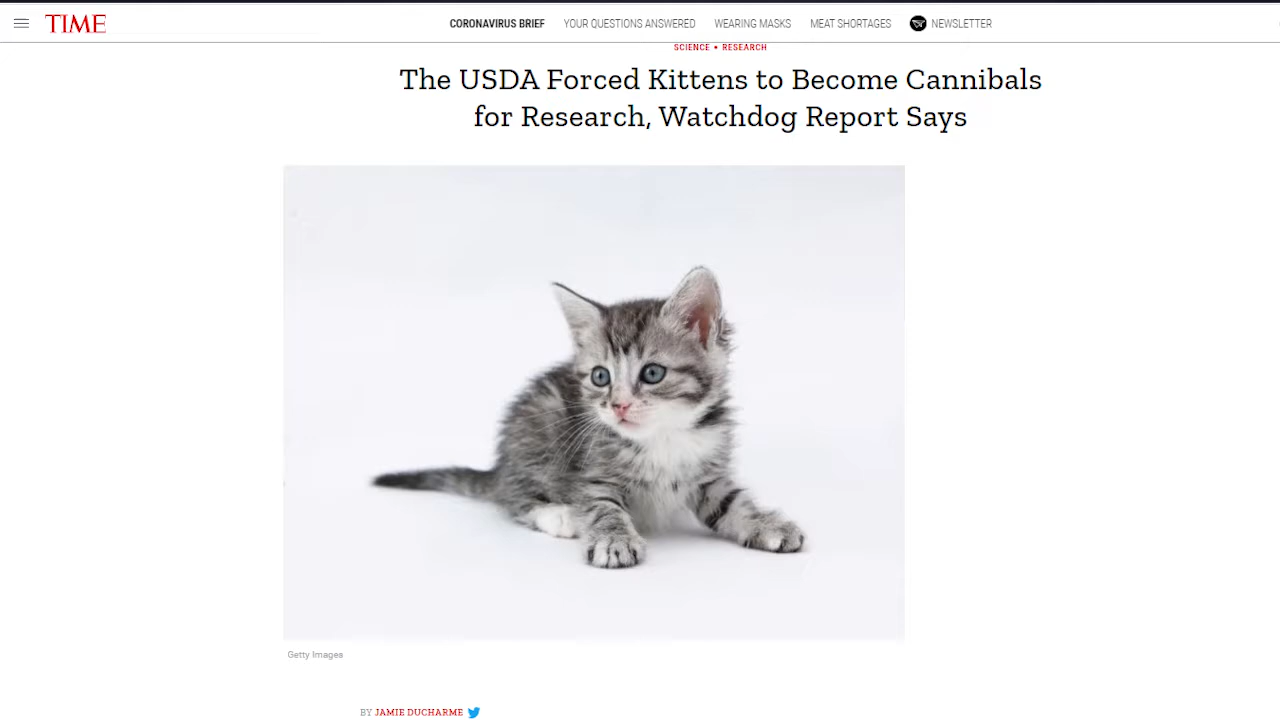 TIME
CORONAVIRUS BRIEF YOUR QUESTIONS ANSWERED WEARING MASKS MEAT SHORTAGES NEWSLETTER
SCIENCE • RESEARCH
The USDA Forced Kittens to Become Cannibals
for Research, Watchdog Report Says
Getty Images
BY JAMIE DUCHARME